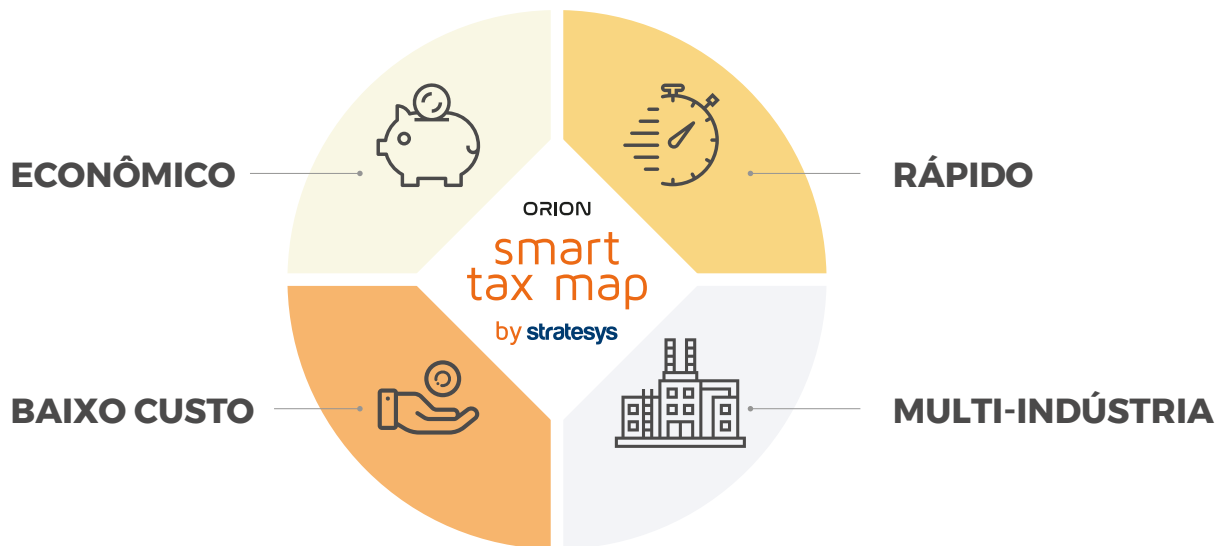 ECONÔMICO
RÁPIDO
ORION
smart
tax map
by stratesys
BAIXO CUSTO
MULTI-INDÚSTRIA